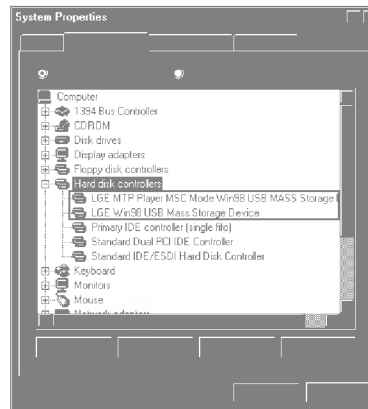 System Properties
Computer
1394 Bus Controller
CDROM
Disk drives
Display adapters
Floppy disk controllers
Hard disk controllers
LGE MTP Player MSC Mode Win98 USB MASS Storage
LGE Win98 USB Mass Storage Device
Primary IDE controller (single fifo)
Standard Dual PCI IDE Controller
Standard IDE/ESDI Hard Disk Controller
Keyboard
Monitors
Mouse
Network adapters